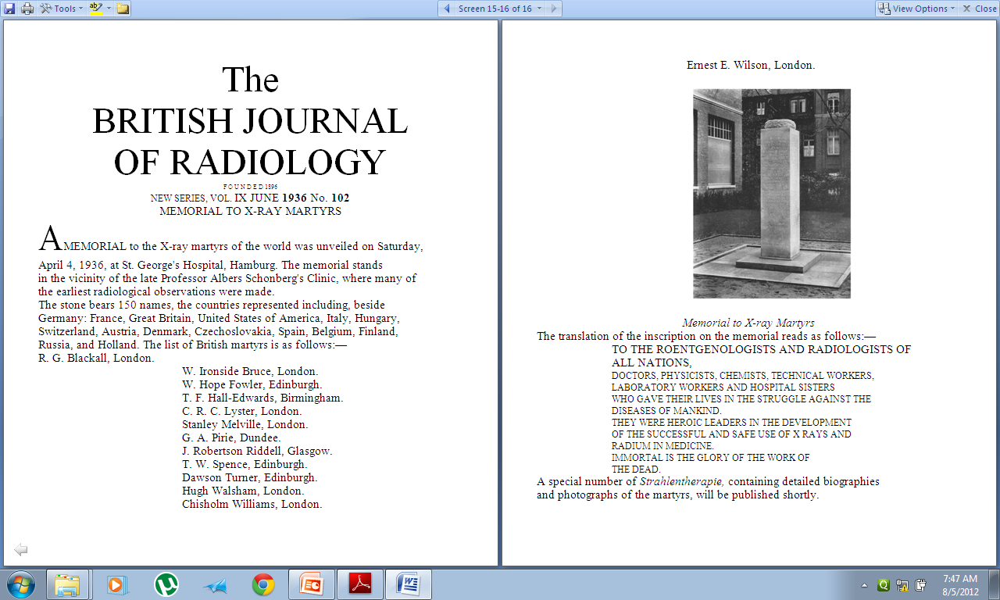 Tools
Screen 15-16 of 16
View Options
Close
The
BRITISH JOURNAL
OF RADIOLOGY
FOUNDED 1896
NEW SERIES, VOL. IX JUNE 1936 No. 102
MEMORIAL TO X-RAY MARTYRS
A MEMORIAL to the X-ray martyrs of the world was unveiled on Saturday,
April 4, 1936, at St. George's Hospital, Hamburg. The memorial stands
in the vicinity of the late Professor Albers Schonberg's Clinic, where many of
the earliest radiological observations were made.
The stone bears 150 names, the countries represented including, beside
Germany: France, Great Britain, United States of America, Italy, Hungary,
Switzerland, Austria, Denmark, Czechoslovakia, Spain, Belgium, Finland,
Russia, and Holland. The list of British martyrs is as follows:—
R. G. Blackall, London.
W. Ironside Bruce, London.
W. Hope Fowler, Edinburgh.
T. F. Hall-Edwards, Birmingham.
C. R. C. Lyster, London.
Stanley Melville, London.
G. A. Pirie, Dundee.
J. Robertson Riddell, Glasgow.
T. W. Spence, Edinburgh.
Dawson Turner, Edinburgh.
Hugh Walsham, London.
Chisholm Williams, London.
Ernest E. Wilson, London.
Memorial to X-ray Martyrs
The translation of the inscription on the memorial reads as follows:—
TO THE ROENTGENOLOGISTS AND RADIOLOGISTS OF
ALL NATIONS,
DOCTORS, PHYSICISTS, CHEMISTS, TECHNICAL WORKERS,
LABORATORY WORKERS AND HOSPITAL SISTERS
WHO GAVE THEIR LIVES IN THE STRUGGLE AGAINST THE
DISEASES OF MANKIND.
THEY WERE HEROIC LEADERS IN THE DEVELOPMENT
OF THE SUCCESSFUL AND SAFE USE OF X RAYS AND
RADIUM IN MEDICINE.
IMMORTAL IS THE GLORY OF THE WORK OF
THE DEAD.
A special number of Strahlentherapie, containing detailed biographies
and photographs of the martyrs, will be published shortly.
7:47 AM
8/5/2012